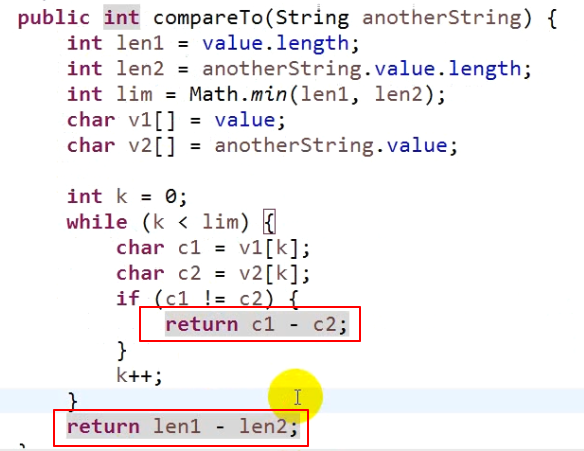 public int compareTo(String anotherString) {
int len1 = value.length;
int len2 = anotherString.value.length;
int lim = Math.min(len1, len2);
char v1[] = value;
char v2[] = anotherString.value;
int k = 0;
while (k < lim) {
char c1 = v1[k];
char c2 = v2[k];
if (c1 != c2) {
return c1 - c2;
}
k++;
}
return len1 - len2;